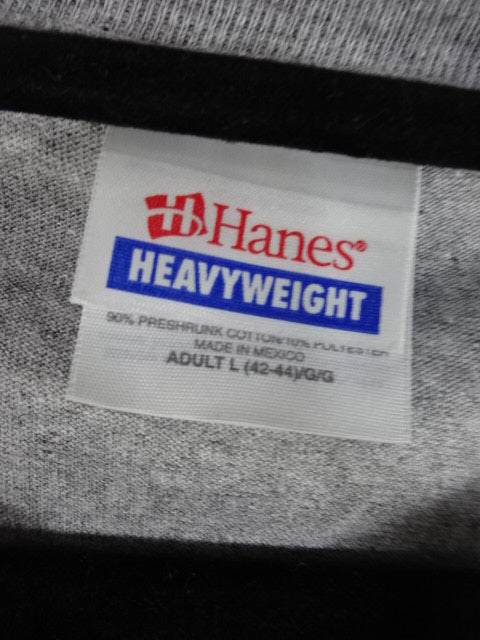 Hanes®
HEAVYWEIGHT
90% PRESHRUNK COTTON/10% POLYESTER
MADE IN MEXICO
ADULT L (42-44)/G/G